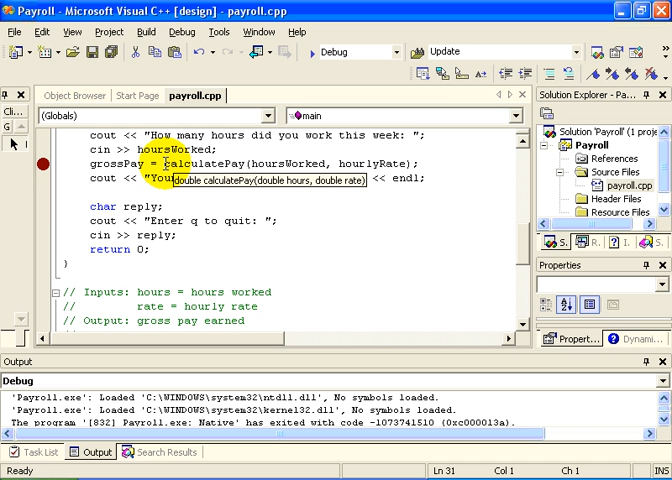 Payroll - Microsoft Visual C++ [design] - payroll.cpp
File Edit View Project Build Debug Tools Window Help
Debug Update
Object Browser Start Page payroll.cpp
Cli...
G
(Globals) main
cout << "How many hours did you work this week: ";
cin >> hoursWorked;
grossPay = calculatePay(hoursWorked, hourlyRate);
cout << "You << endl;
double calculatePay(double hours, double rate)
char reply;
cout << "Enter q to quit: ";
cin >> reply;
return 0;
}
// Inputs: hours = hours worked
// rate = hourly rate
// Output: gross pay earned
Solution Explorer - Payroll
Solution 'Payroll' (1 project)
Payroll
References
Source Files
payroll.cpp
Header Files
Resource Files
S. R. I. S.
Properties
Propert... Dynami...
Output
Debug
'Payroll.exe': Loaded 'C:\WINDOWS\system32\ntdll.dll', No symbols loaded.
'Payroll.exe': Loaded 'C:\WINDOWS\system32\kernel32.dll', No symbols loaded.
The program '[832] Payroll.exe: Native' has exited with code -1073741510 (0xc000013a).
Task List Output Search Results
Ready Ln 31 Col 1 Ch 1 INS